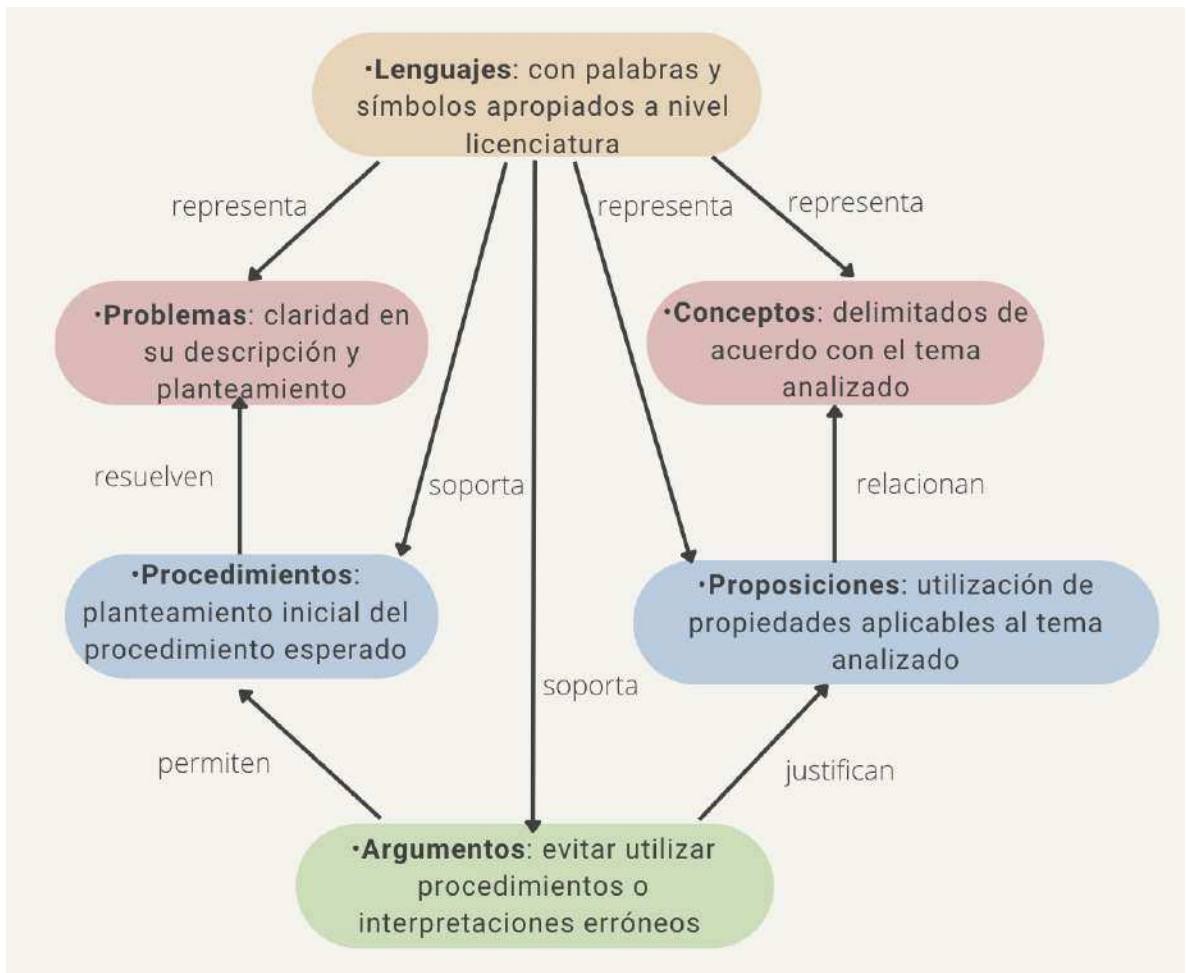 •Lenguajes: con palabras y
símbolos apropiados a nivel
licenciatura
representa
representa
representa
•Problemas: claridad en
su descripción y
planteamiento
•Conceptos: delimitados de
acuerdo con el tema
analizado
resuelven
soporta
relacionan
•Procedimientos:
planteamiento inicial del
procedimiento esperado
•Proposiciones: utilización de
propiedades aplicables al tema
analizado
soporta
permiten
justifican
•Argumentos: evitar utilizar
procedimientos o
interpretaciones erróneos